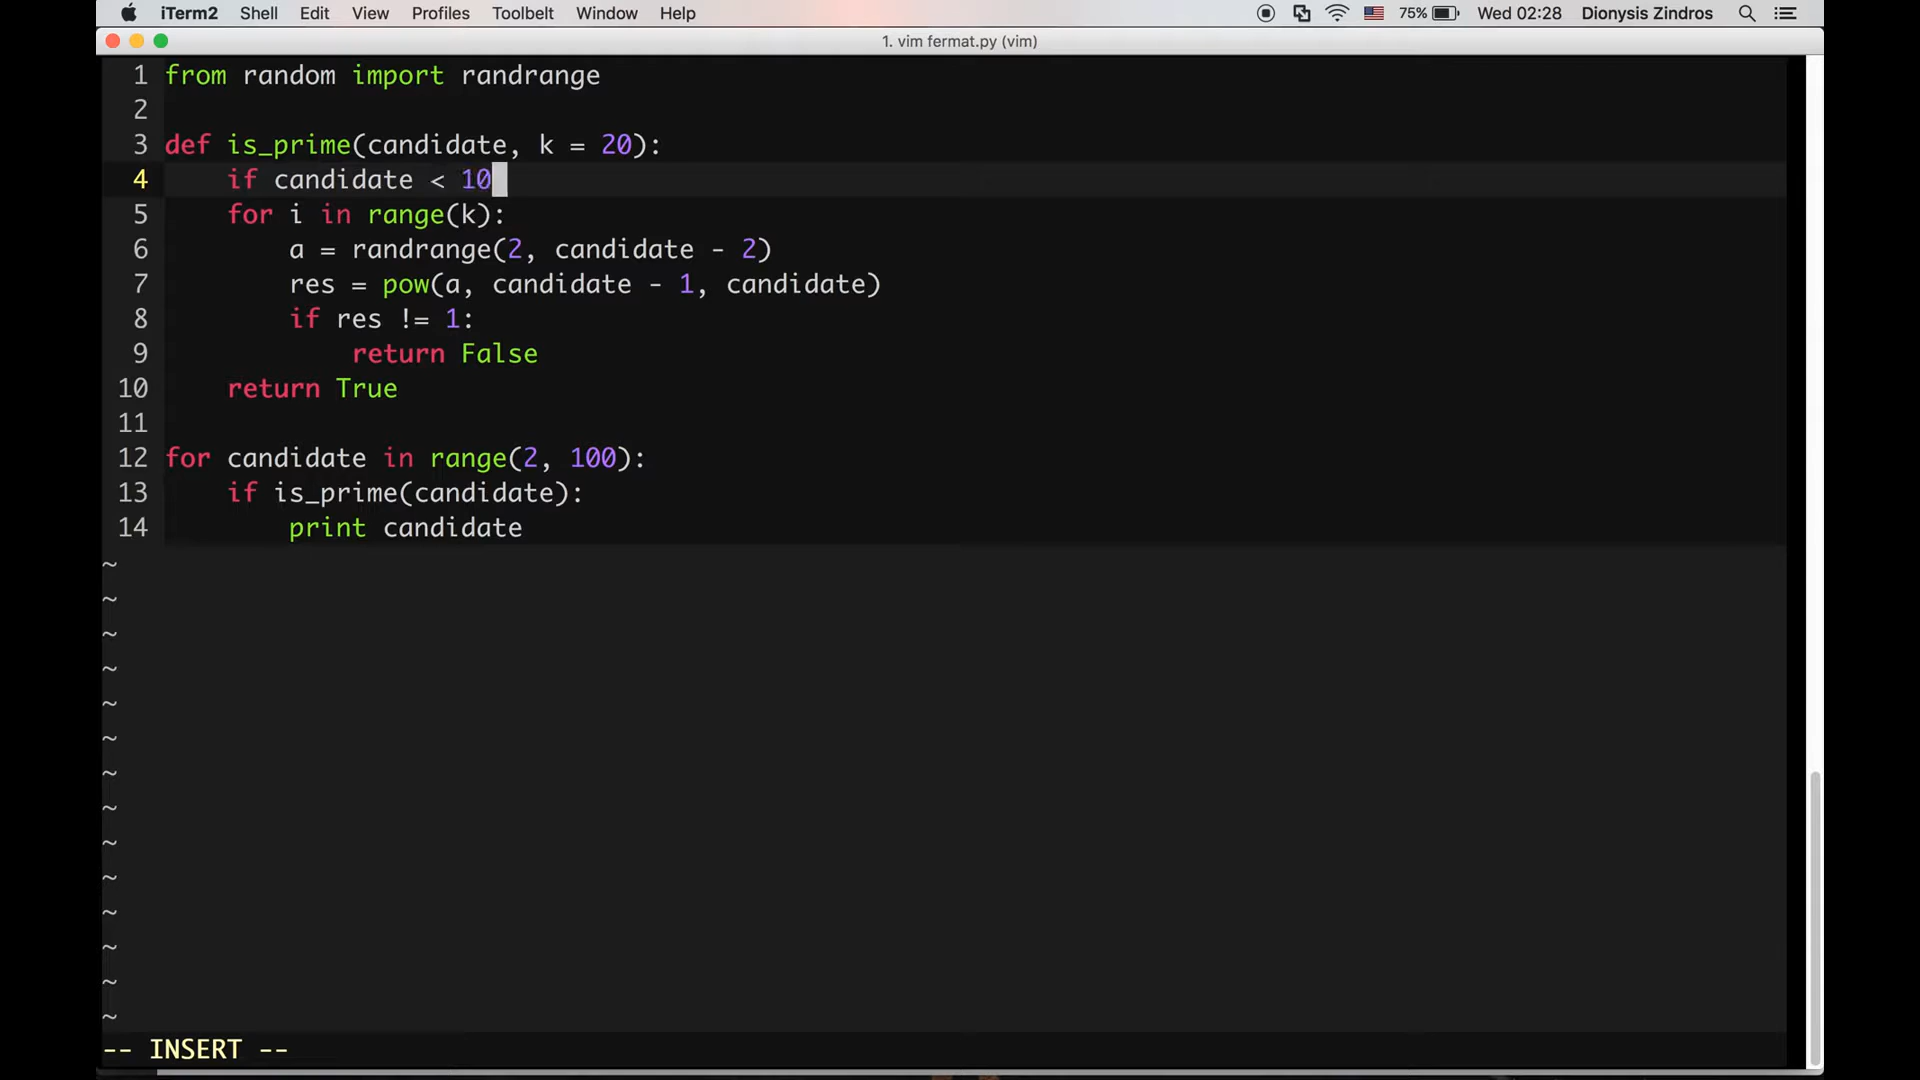 iTerm2 Shell Edit View Profiles Toolbelt Window Help 75% Wed 02:28 Dionysis Zindros
1. vim fermat.py (vim)
1 from random import randrange
2
3 def is_prime(candidate, k = 20):
4     if candidate < 10
5     for i in range(k):
6         a = randrange(2, candidate - 2)
7         res = pow(a, candidate - 1, candidate)
8         if res != 1:
9             return False
10     return True
11
12 for candidate in range(2, 100):
13     if is_prime(candidate):
14         print candidate
~
~
~
~
~
~
~
~
~
~
~
~
~
~
-- INSERT --